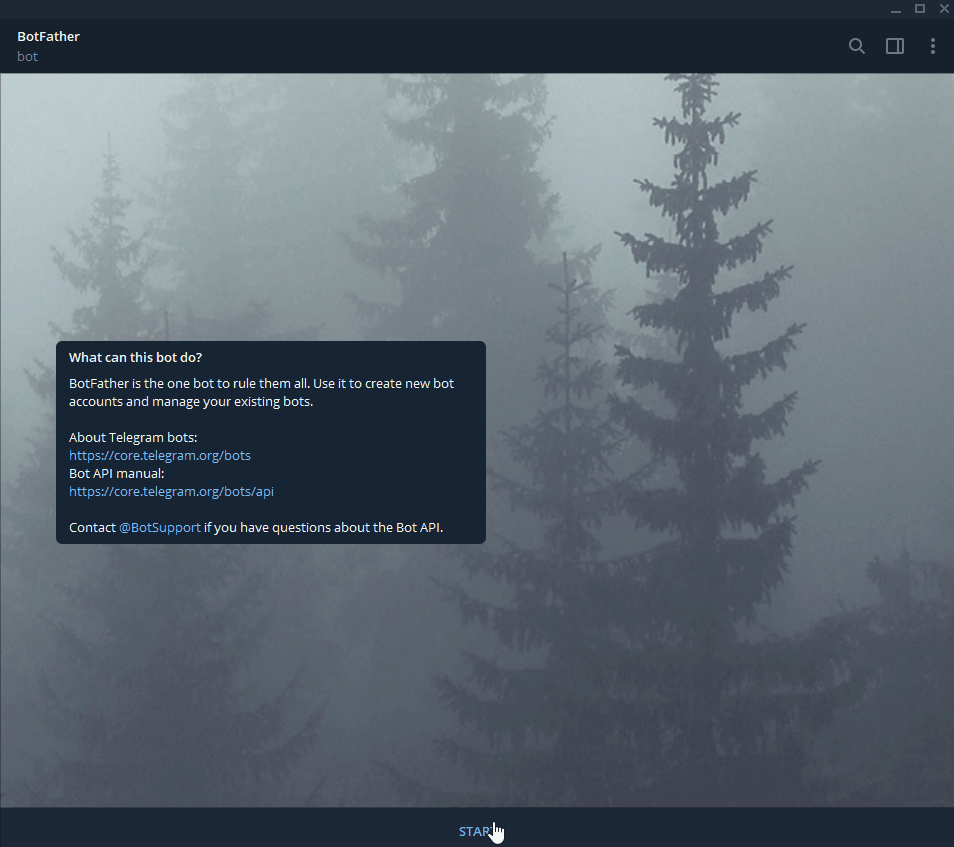 BotFather
bot
What can this bot do?
BotFather is the one bot to rule them all. Use it to create new bot
accounts and manage your existing bots.
About Telegram bots:
https://core.telegram.org/bots
Bot API manual:
https://core.telegram.org/bots/api
Contact @BotSupport if you have questions about the Bot API.
START